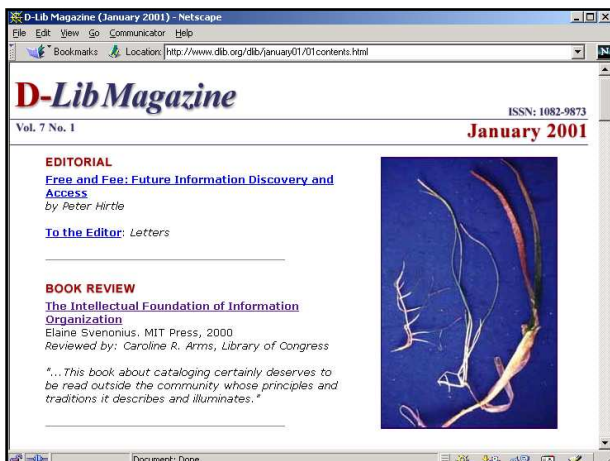 D-Lib Magazine (January 2001) - Netscape
File Edit View Go Communicator Help
Bookmarks Location: http://www.dlib.org/dlib/january01/01contents.html
N
D-Lib Magazine
ISSN: 1082-9873
Vol. 7 No. 1
January 2001
EDITORIAL
Free and Fee: Future Information Discovery and
Access
by Peter Hirtle
To the Editor: Letters
BOOK REVIEW
The Intellectual Foundation of Information
Organization
Elaine Svenonius. MIT Press, 2000
Reviewed by: Caroline R. Arms, Library of Congress
"...This book about cataloging certainly deserves to
be read outside the community whose principles and
traditions it describes and illuminates."
Document: Done